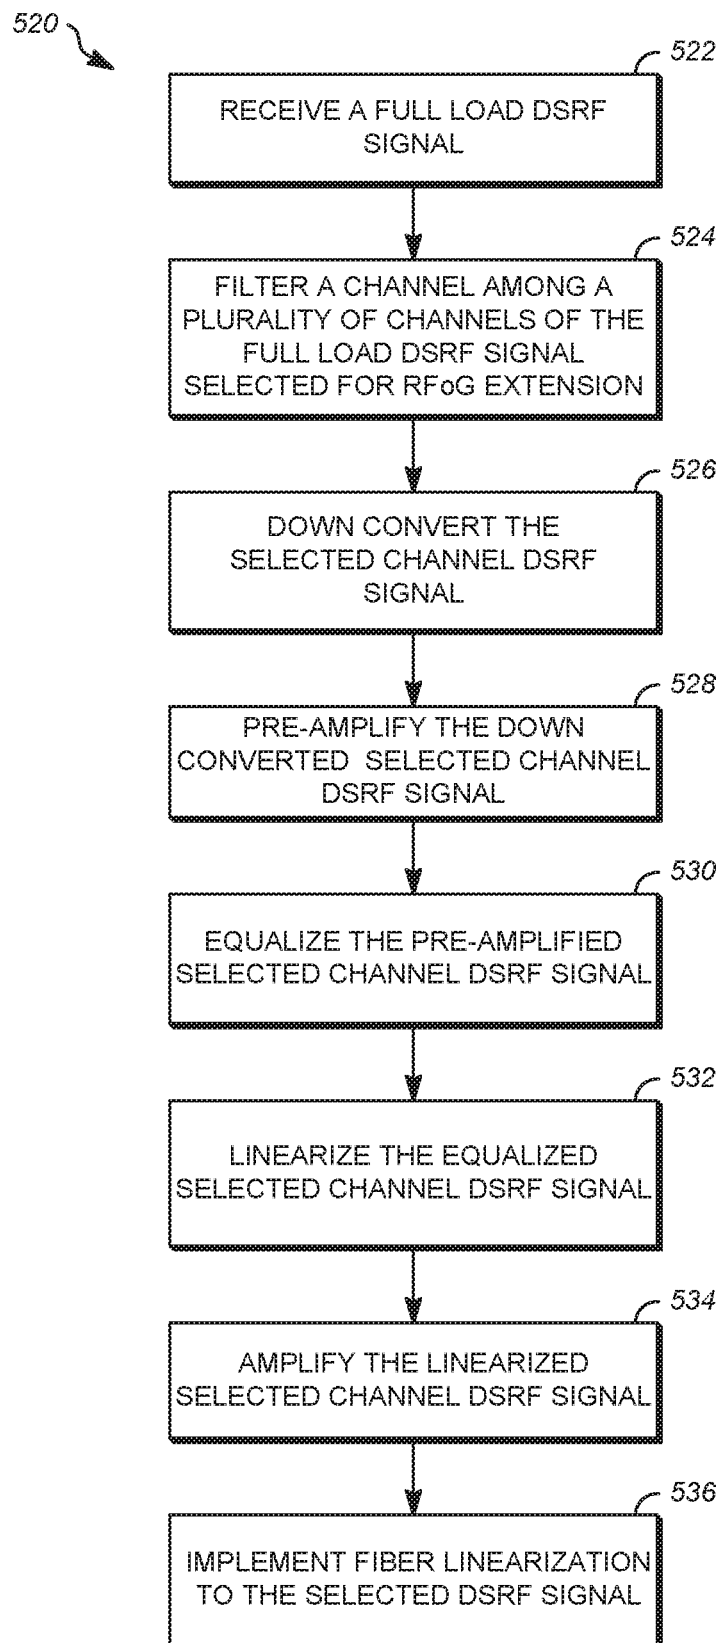 520
522
RECEIVE A FULL LOAD DSRF
SIGNAL
524
FILTER A CHANNEL AMONG A
PLURALITY OF CHANNELS OF THE
FULL LOAD DSRF SIGNAL
SELECTED FOR RFoG EXTENSION
526
DOWN CONVERT THE
SELECTED CHANNEL DSRF
SIGNAL
528
PRE-AMPLIFY THE DOWN
CONVERTED SELECTED CHANNEL
DSRF SIGNAL
530
EQUALIZE THE PRE-AMPLIFIED
SELECTED CHANNEL DSRF SIGNAL
532
LINEARIZE THE EQUALIZED
SELECTED CHANNEL DSRF SIGNAL
534
AMPLIFY THE LINEARIZED
SELECTED CHANNEL DSRF SIGNAL
536
IMPLEMENT FIBER LINEARIZATION
TO THE SELECTED DSRF SIGNAL